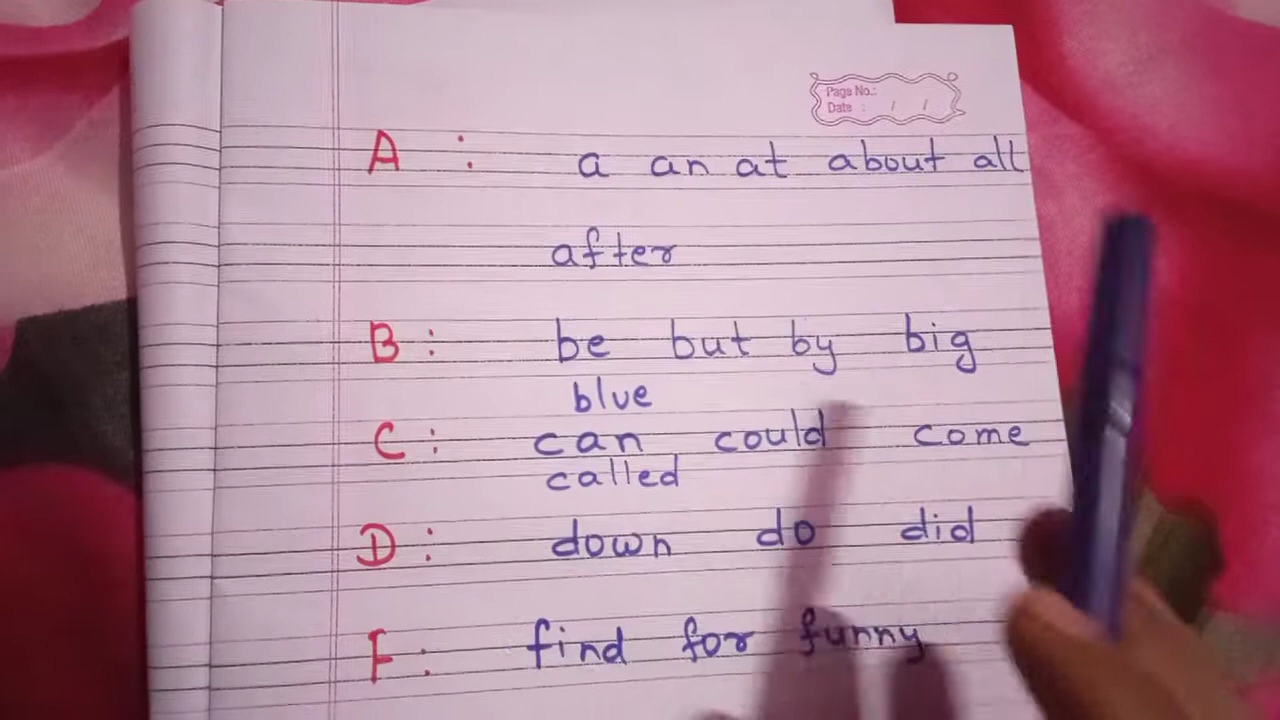 Page No.:
Date : / /
A : a an at about all
after
B : be but by big
blue
C : can could come
called
D : down do did
F : find for funny